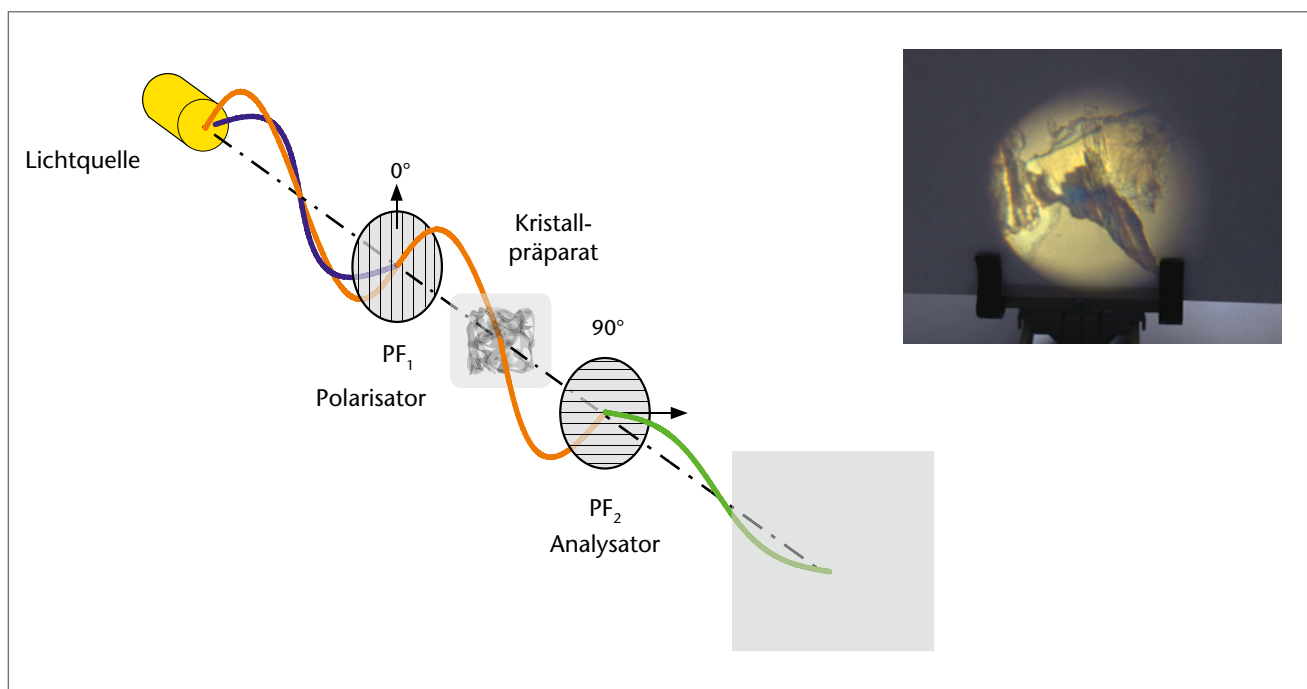 Lichtquelle
0°
Kristall-
präparat
PF₁
Polarisator
90°
PF₂
Analysator